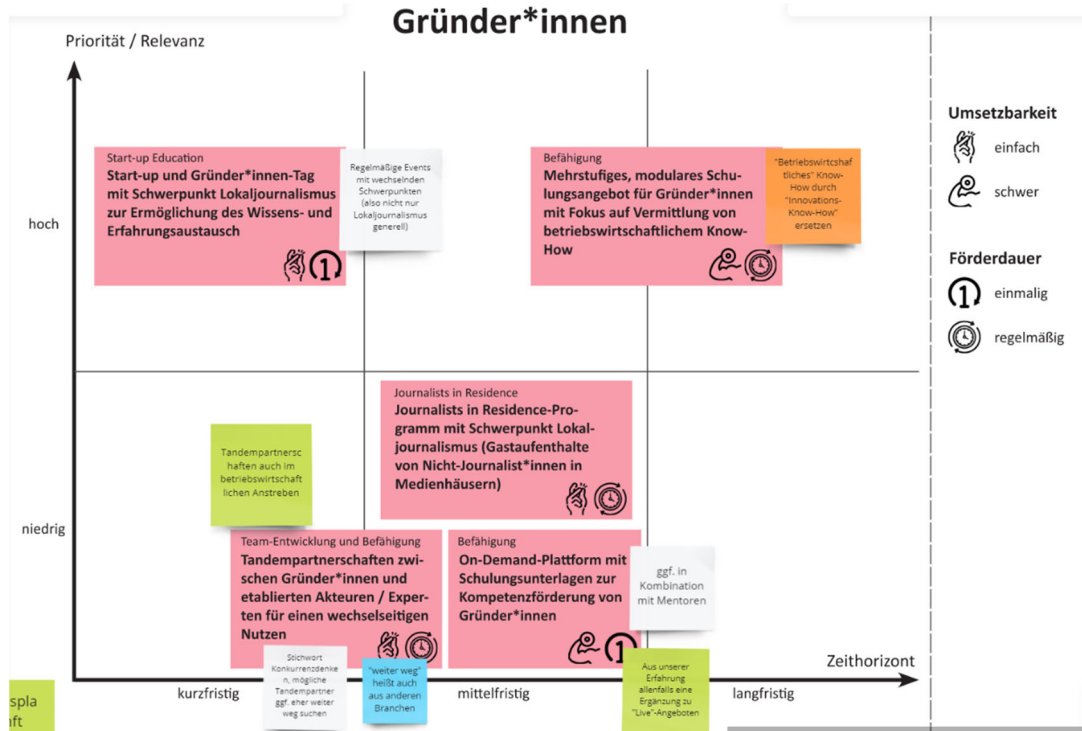 Gründer*innen
Priorität / Relevanz
hoch
niedrig
Start-up Education
Start-up und Gründer*innen-Tag
mit Schwerpunkt Lokaljournalismus
zur Ermöglichung des Wissens- und
Erfahrungsaustausch
1
Regelmäßige Events
mit wechselnden
Schwerpunkten
(also nicht nur
Lokaljournalismus
generell)
Befähigung
Mehrstufiges, modulares Schu-
lungsangebot für Gründer*innen
mit Fokus auf Vermittlung von
betriebswirtschaftlichem Know-
How
"Betriebswirtcshaf
tliches" Know-
How durch
"Innovations-
Know-How"
ersetzen
Journalists in Residence
Journalists in Residence-Pro-
gramm mit Schwerpunkt Lokal-
journalismus (Gastaufenthalte
von Nicht-Journalist*innen in
Medienhäusern)
Tandempartnersc
haften auch im
betriebswirtschaft
lichen Anstreben
Team-Entwicklung und Befähigung
Tandempartnerschaften zwi-
schen Gründer*innen und
etablierten Akteuren / Exper-
ten für einen wechselseitigen
Nutzen
Befähigung
On-Demand-Plattform mit
Schulungsunterlagen zur
Kompetenzförderung von
Gründer*innen
1
ggf. in
Kombination
mit Mentoren
Stichwort
Konkurrenzdenke
n, mögliche
Tandempartner
ggf. eher weiter
weg suchen
"weiter weg"
heißt auch
aus anderen
Branchen
Aus unserer
Erfahrung
allenfalls eine
Ergänzung zu
"Live"-Angeboten
Zeithorizont
kurzfristig
mittelfristig
langfristig
spla
ft
Umsetzbarkeit
einfach
schwer
Förderdauer
1
einmalig
regelmäßig